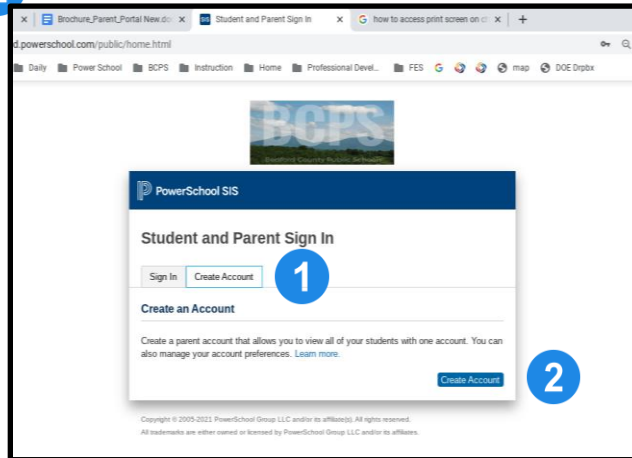 Brochure_Parent_Portal New.do
SIS Student and Parent Sign In
G how to access print screen on c
d.powerschool.com/public/home.html
Daily Power School BCPS Instruction Home Professional Devel.. FES G map DOE Drpbx
BCPS
Bedford County Public Schools
PowerSchool SIS
Student and Parent Sign In
Sign In Create Account 1
Create an Account
Create a parent account that allows you to view all of your students with one account. You can
also manage your account preferences. Learn more.
Create Account 2
Copyright © 2005-2021 PowerSchool Group LLC and/or its affiliate(s). All rights reserved.
All trademarks are either owned or licensed by PowerSchool Group LLC and/or its affiliates.